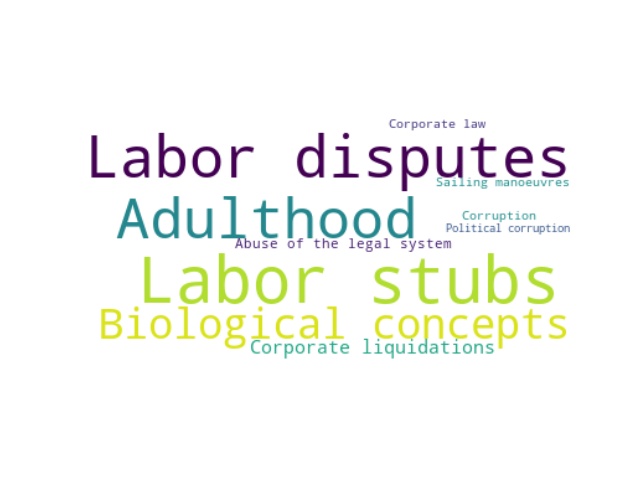 Corporate law
Labor disputes
Sailing manoeuvres
Adulthood
Corruption
Political corruption
Abuse of the legal system
Labor stubs
Biological concepts
Corporate liquidations